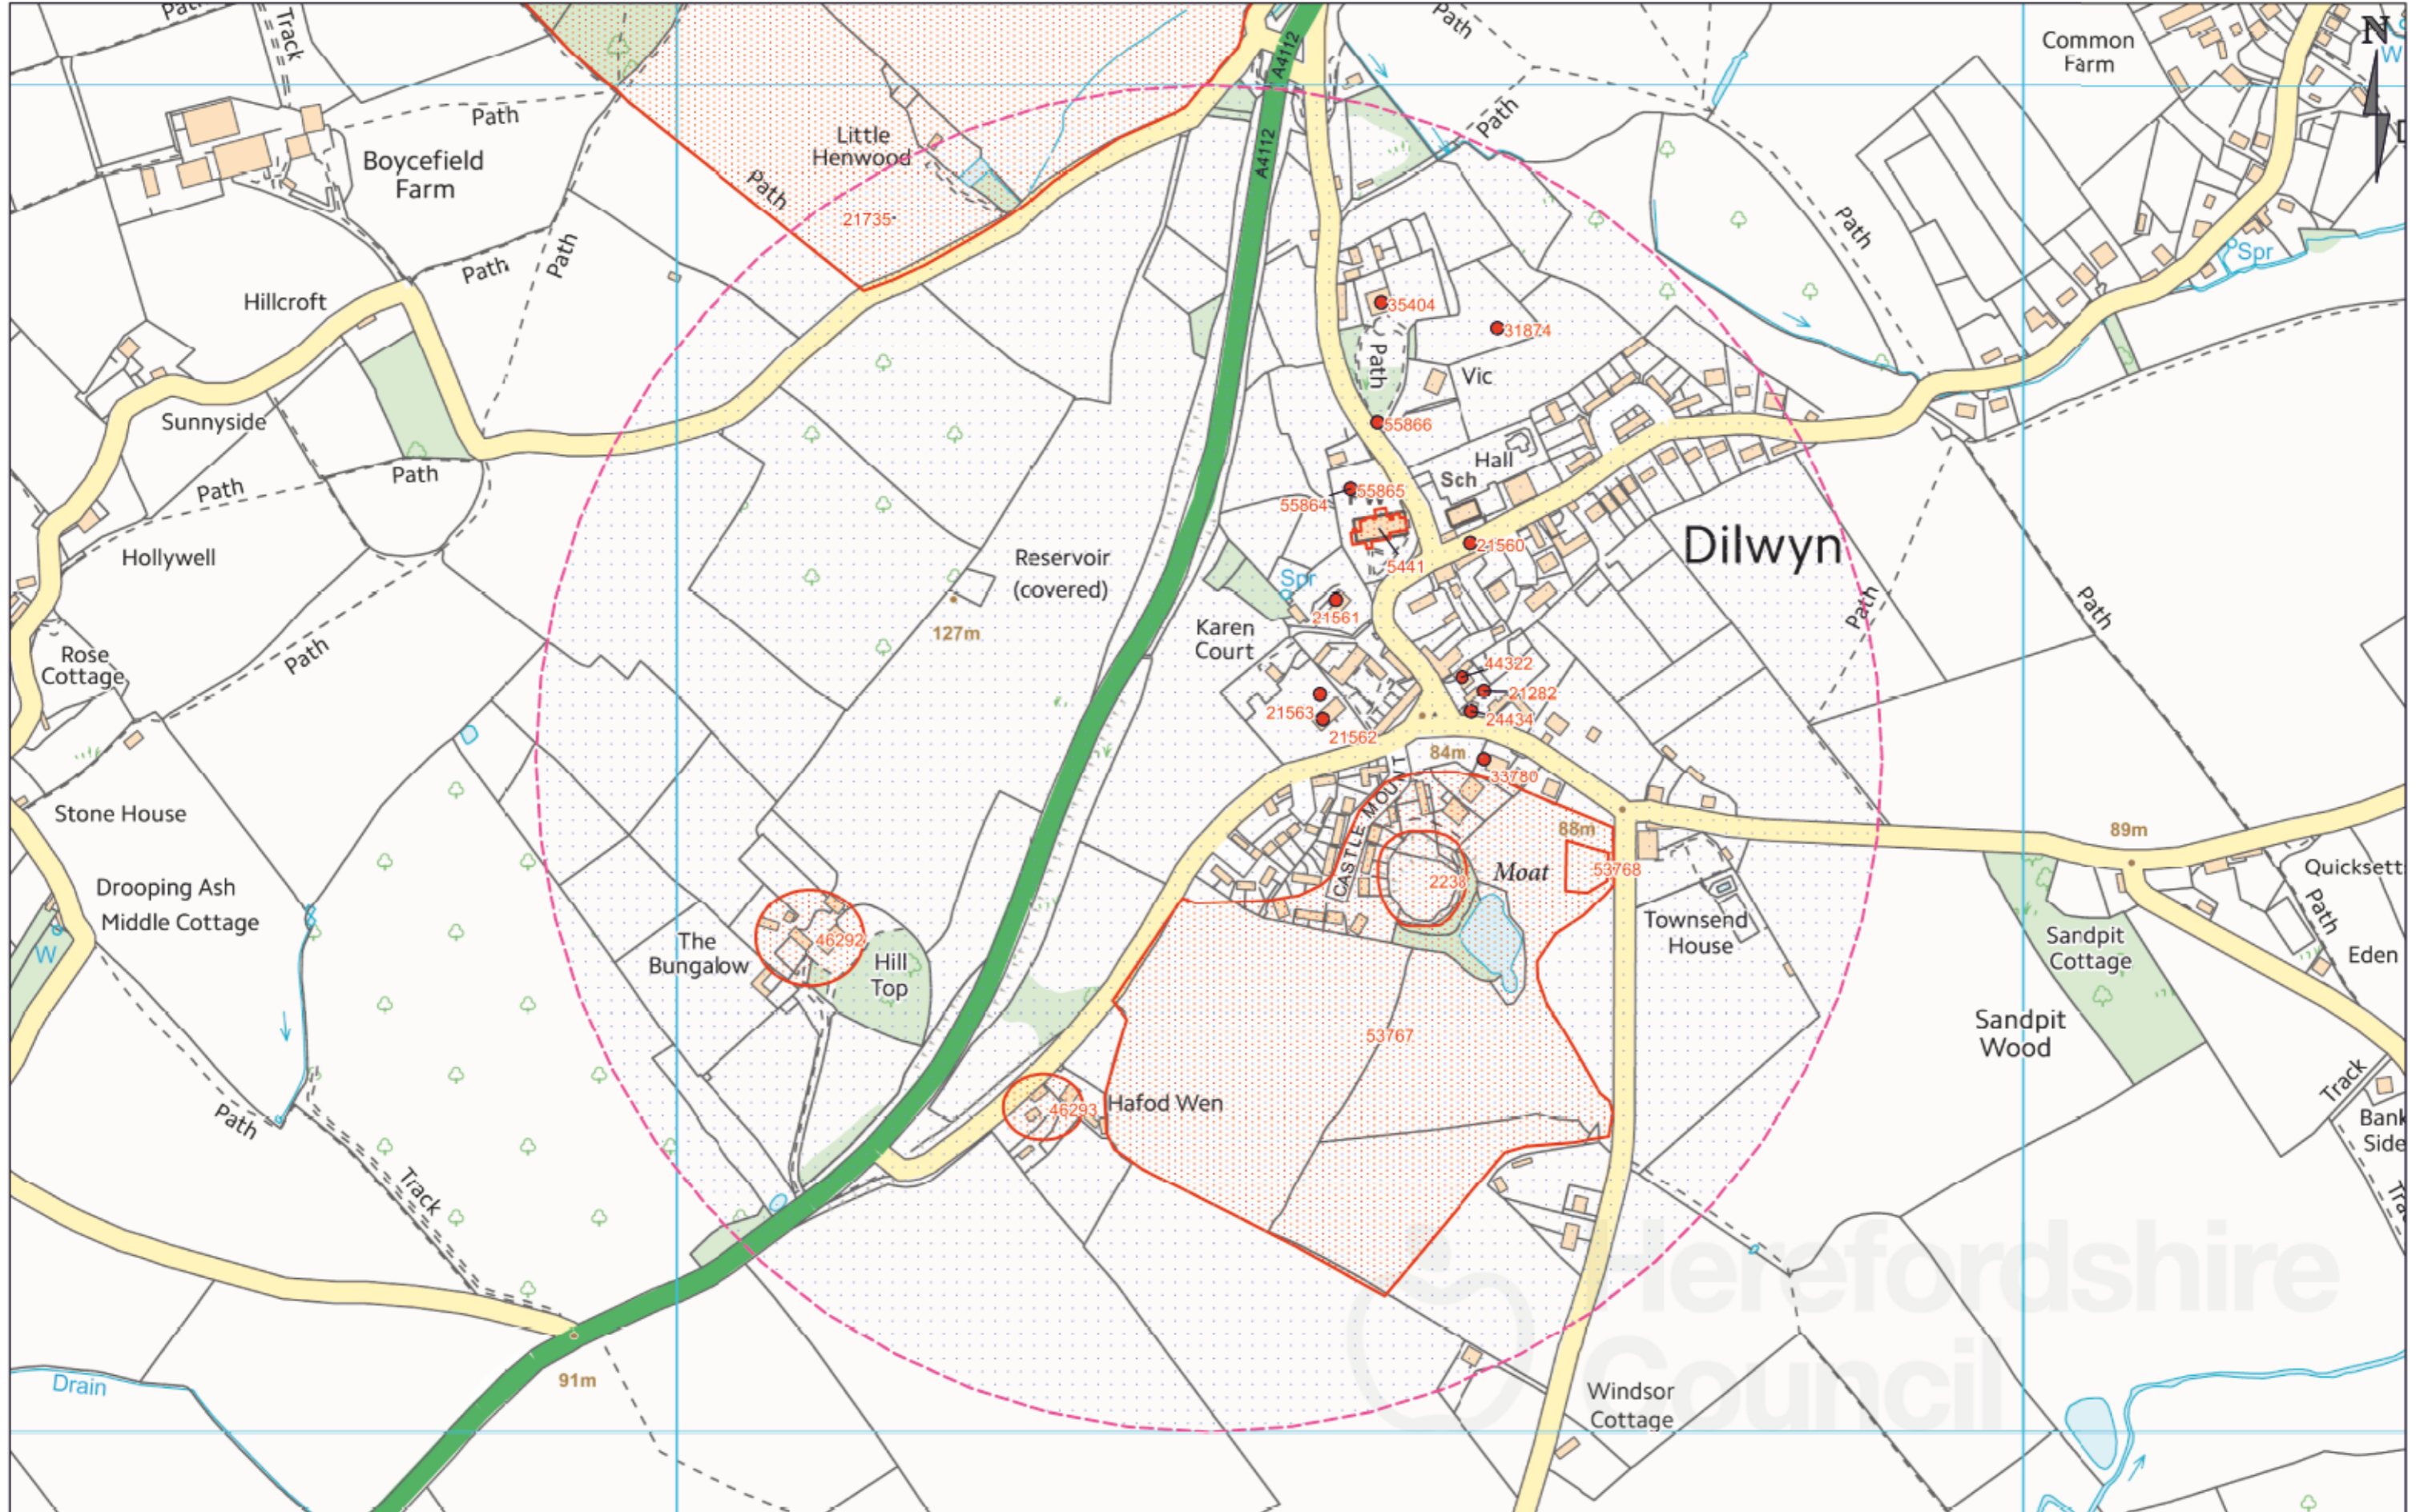 Path
Track
Path
A4112
N
W
Common
Farm
Path
Path
Little
Henwood
A4112
Boycefield
Farm
Path
21735
Path
Path
Path
Spr
Hillcroft
35404
31874
Path
Vic
Sunnyside
55866
Hall
Path
Path
Sch
55865
55864
21560
Dilwyn
Hollywell
Reservoir
(covered)
5441
Spr
21561
Path
Path
127m
Karen
Court
Rose
Cottage
Path
44322
21282
21563
24434
21562
84m
33780
Stone House
CASTLE MOUNT
88m
89m
53768
Quicksett
Moat
2238
Drooping Ash
Middle Cottage
Path
W
The
Bungalow
46292
Hill
Top
Townsend
House
Sandpit
Cottage
Eden
53767
Sandpit
Wood
Track
46293
Hafod Wen
Path
Bank
Side
Track
Herefordshire
Council
Drain
91m
Windsor
Cottage